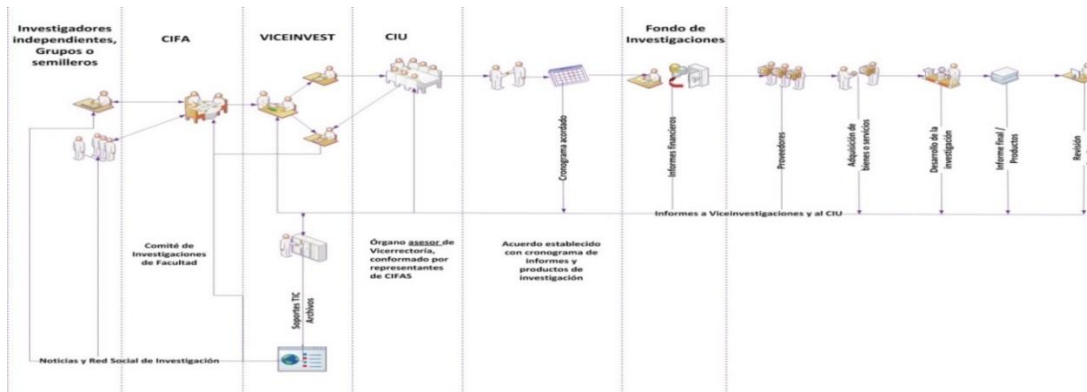 Investigadores
independientes,
Grupos o
semilleros
CIFA
VICEINVEST
CIU
Fondo de
Investigaciones
Cronograma acordado
Informes financieros
Proveedores
Adquisición de
bienes o servicios
Desarrollo de la
investigación
Informe final /
Productos
Revisión
Informes a Viceinvestigaciones y al CIU
Comité de
Investigaciones
de Facultad
Órgano asesor de
Vicerrectoría,
conformado por
representantes
de CIFAS
Acuerdo establecido
con cronograma de
informes y
productos de
investigación
Soportes TIC
Archivos
Noticias y Red Social de Investigación